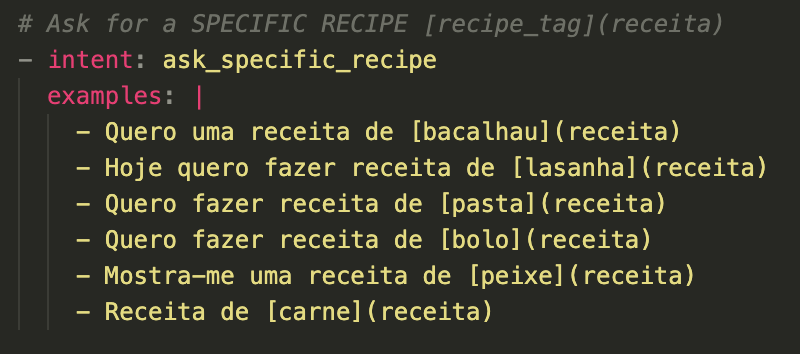 # Ask for a SPECIFIC RECIPE [recipe_tag](receita)
- intent: ask_specific_recipe
examples: |
- Quero uma receita de [bacalhau](receita)
- Hoje quero fazer receita de [lasanha](receita)
- Quero fazer receita de [pasta](receita)
- Quero fazer receita de [bolo](receita)
- Mostra-me uma receita de [peixe](receita)
- Receita de [carne](receita)